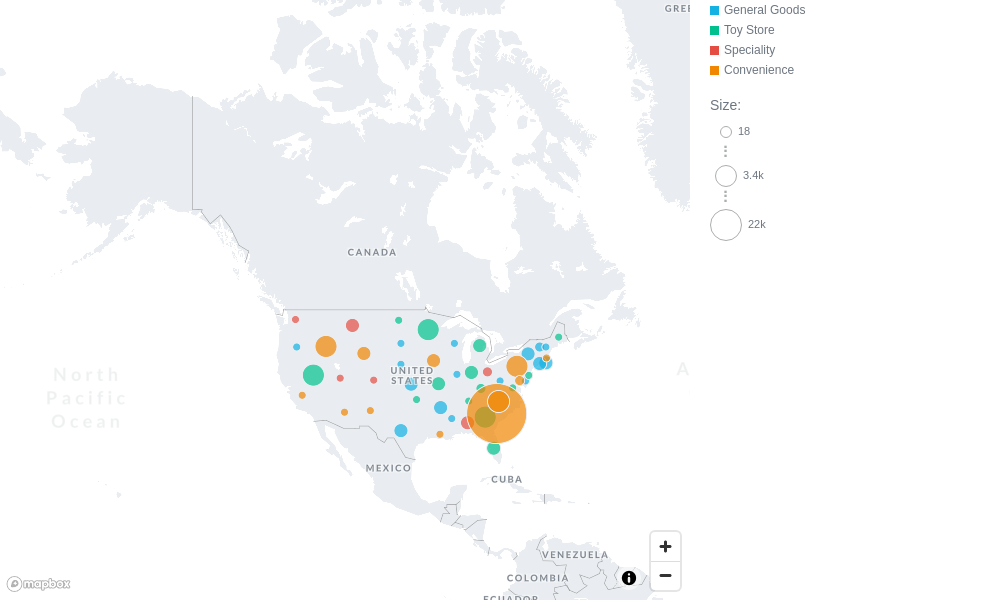 GREE
General Goods
Toy Store
Speciality
Convenience
Size:
18
3.4k
22k
CANADA
UNITED
STATES
North
Pacific
Ocean
A
MEXICO
CUBA
VENEZUELA
COLOMBIA
ECUADOR
mapbox